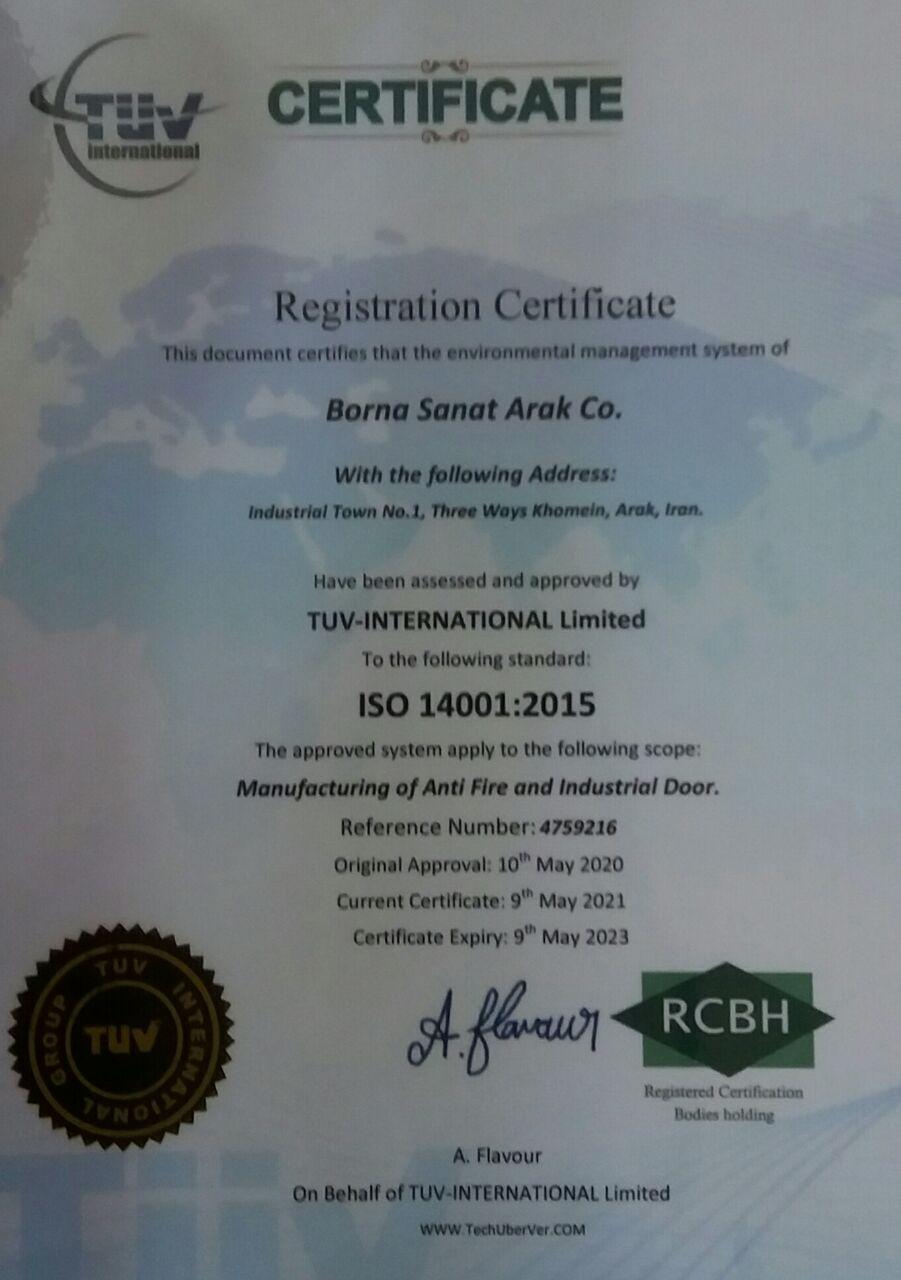 TÜV
international
CERTIFICATE
Registration Certificate
This document certifies that the environmental management system of
Borna Sanat Arak Co.
With the following Address:
Industrial Town No.1, Three Ways Khomein, Arak, Iran.
Have been assessed and approved by
TUV-INTERNATIONAL Limited
To the following standard:
ISO 14001:2015
The approved system apply to the following scope:
Manufacturing of Anti Fire and Industrial Door.
Reference Number: 4759216
Original Approval: 10th May 2020
Current Certificate: 9th May 2021
Certificate Expiry: 9th May 2023
TUV INTERNATIONAL GROUP
TUV
A. flavour
RCBH
Registered Certification
Bodies holding
A. Flavour
On Behalf of TUV-INTERNATIONAL Limited
WWW.TechUberVer.COM
TÜV